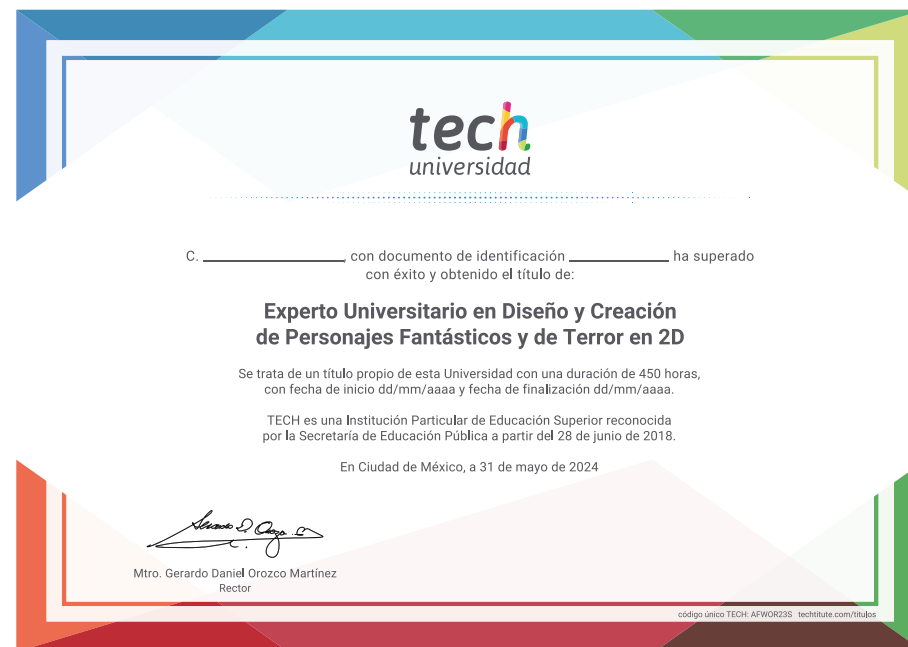 tech
universidad
C. ____________________, con documento de identificación ______________ ha superado
con éxito y obtenido el título de:
Experto Universitario en Diseño y Creación
de Personajes Fantásticos y de Terror en 2D
Se trata de un título propio de esta Universidad con una duración de 450 horas,
con fecha de inicio dd/mm/aaaa y fecha de finalización dd/mm/aaaa.
TECH es una Institución Particular de Educación Superior reconocida
por la Secretaría de Educación Pública a partir del 28 de junio de 2018.
En Ciudad de México, a 31 de mayo de 2024
Mtro. Gerardo Daniel Orozco Martínez
Rector
código único TECH: AFWOR23S techtitute.com/titulos